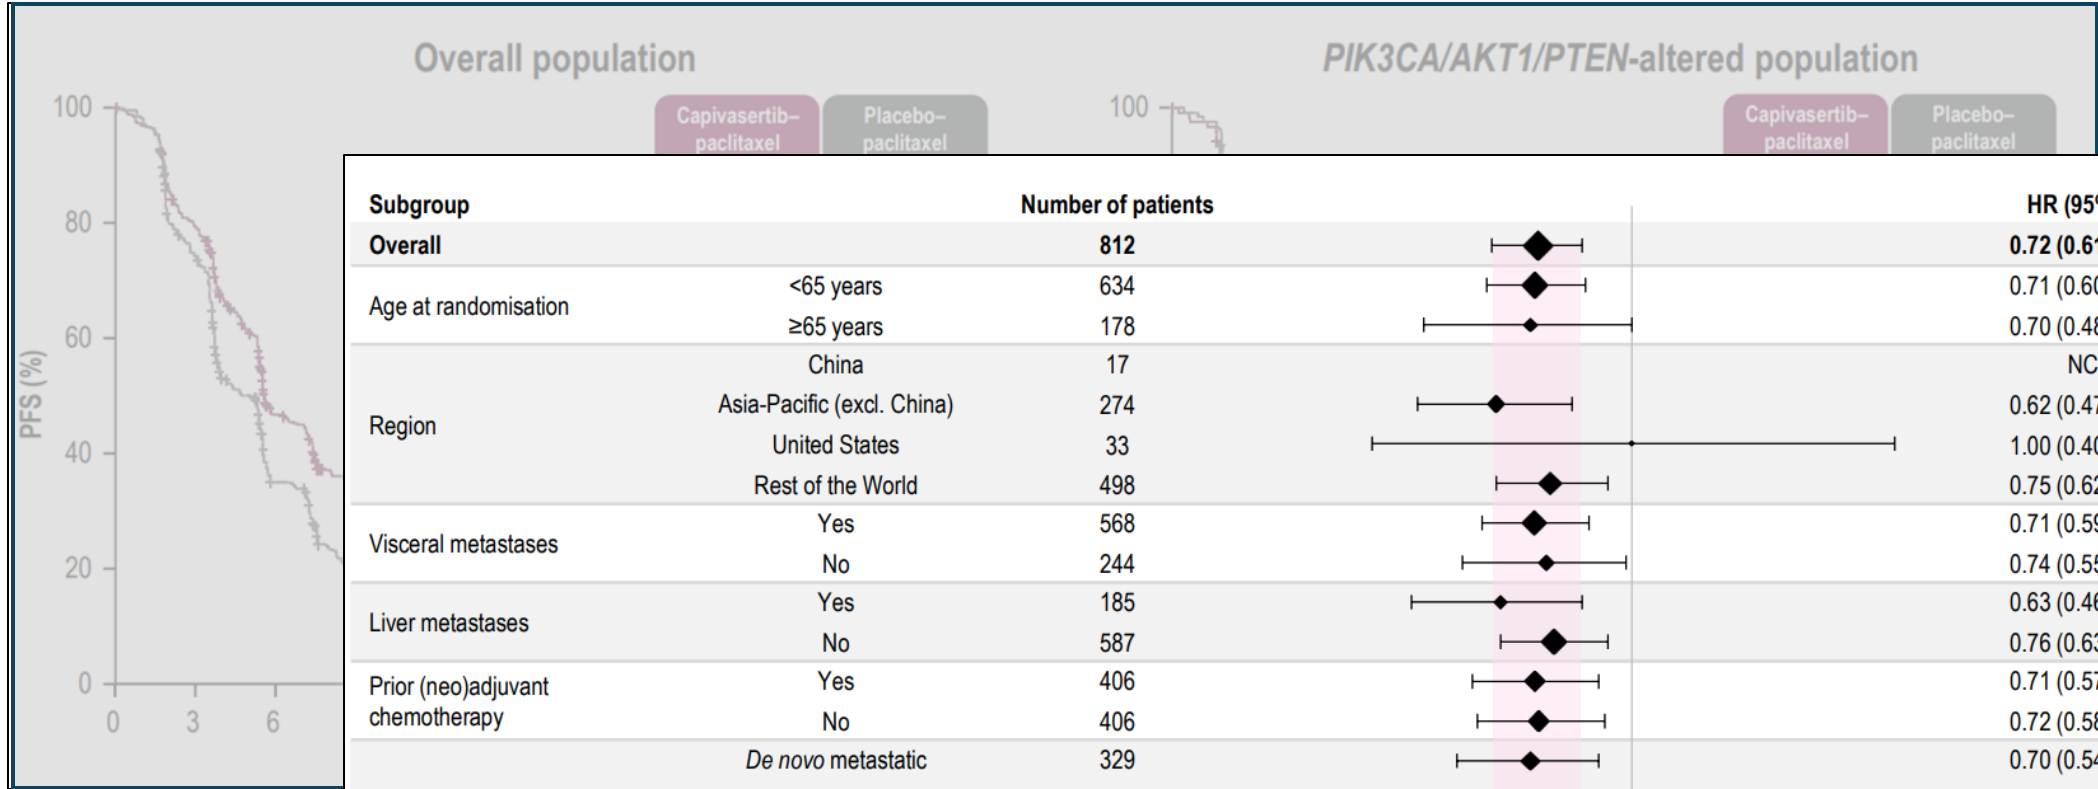 Overall population
PIK3CA/AKT1/PTEN-altered population
Capivasertib–
paclitaxel
Placebo–
paclitaxel
Capivasertib–
paclitaxel
Placebo–
paclitaxel
PFS (%)
100
80
60
40
20
0
0 3 6
100
Subgroup Number of patients HR (95%
Overall 812 0.72 (0.61
Age at randomisation
<65 years 634 0.71 (0.60
≥65 years 178 0.70 (0.48
Region
China 17 NC
Asia-Pacific (excl. China) 274 0.62 (0.47
United States 33 1.00 (0.40
Rest of the World 498 0.75 (0.62
Visceral metastases
Yes 568 0.71 (0.59
No 244 0.74 (0.55
Liver metastases
Yes 185 0.63 (0.46
No 587 0.76 (0.63
Prior (neo)adjuvant
chemotherapy
Yes 406 0.71 (0.57
No 406 0.72 (0.58
De novo metastatic 329 0.70 (0.54